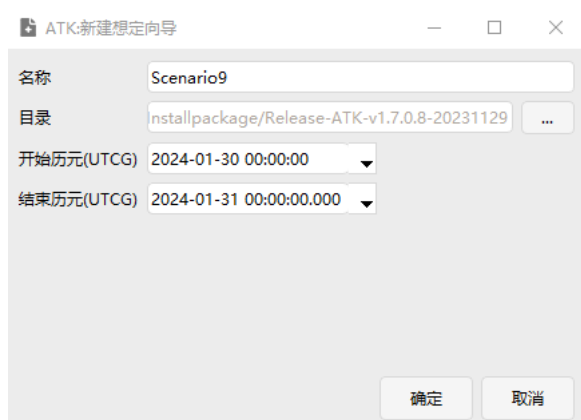 ATK:新建想定向导
名称 Scenario9
目录 Installpackage/Release-ATK-v1.7.0.8-20231129 ...
开始历元(UTCG) 2024-01-30 00:00:00
结束历元(UTCG) 2024-01-31 00:00:00.000
确定 取消